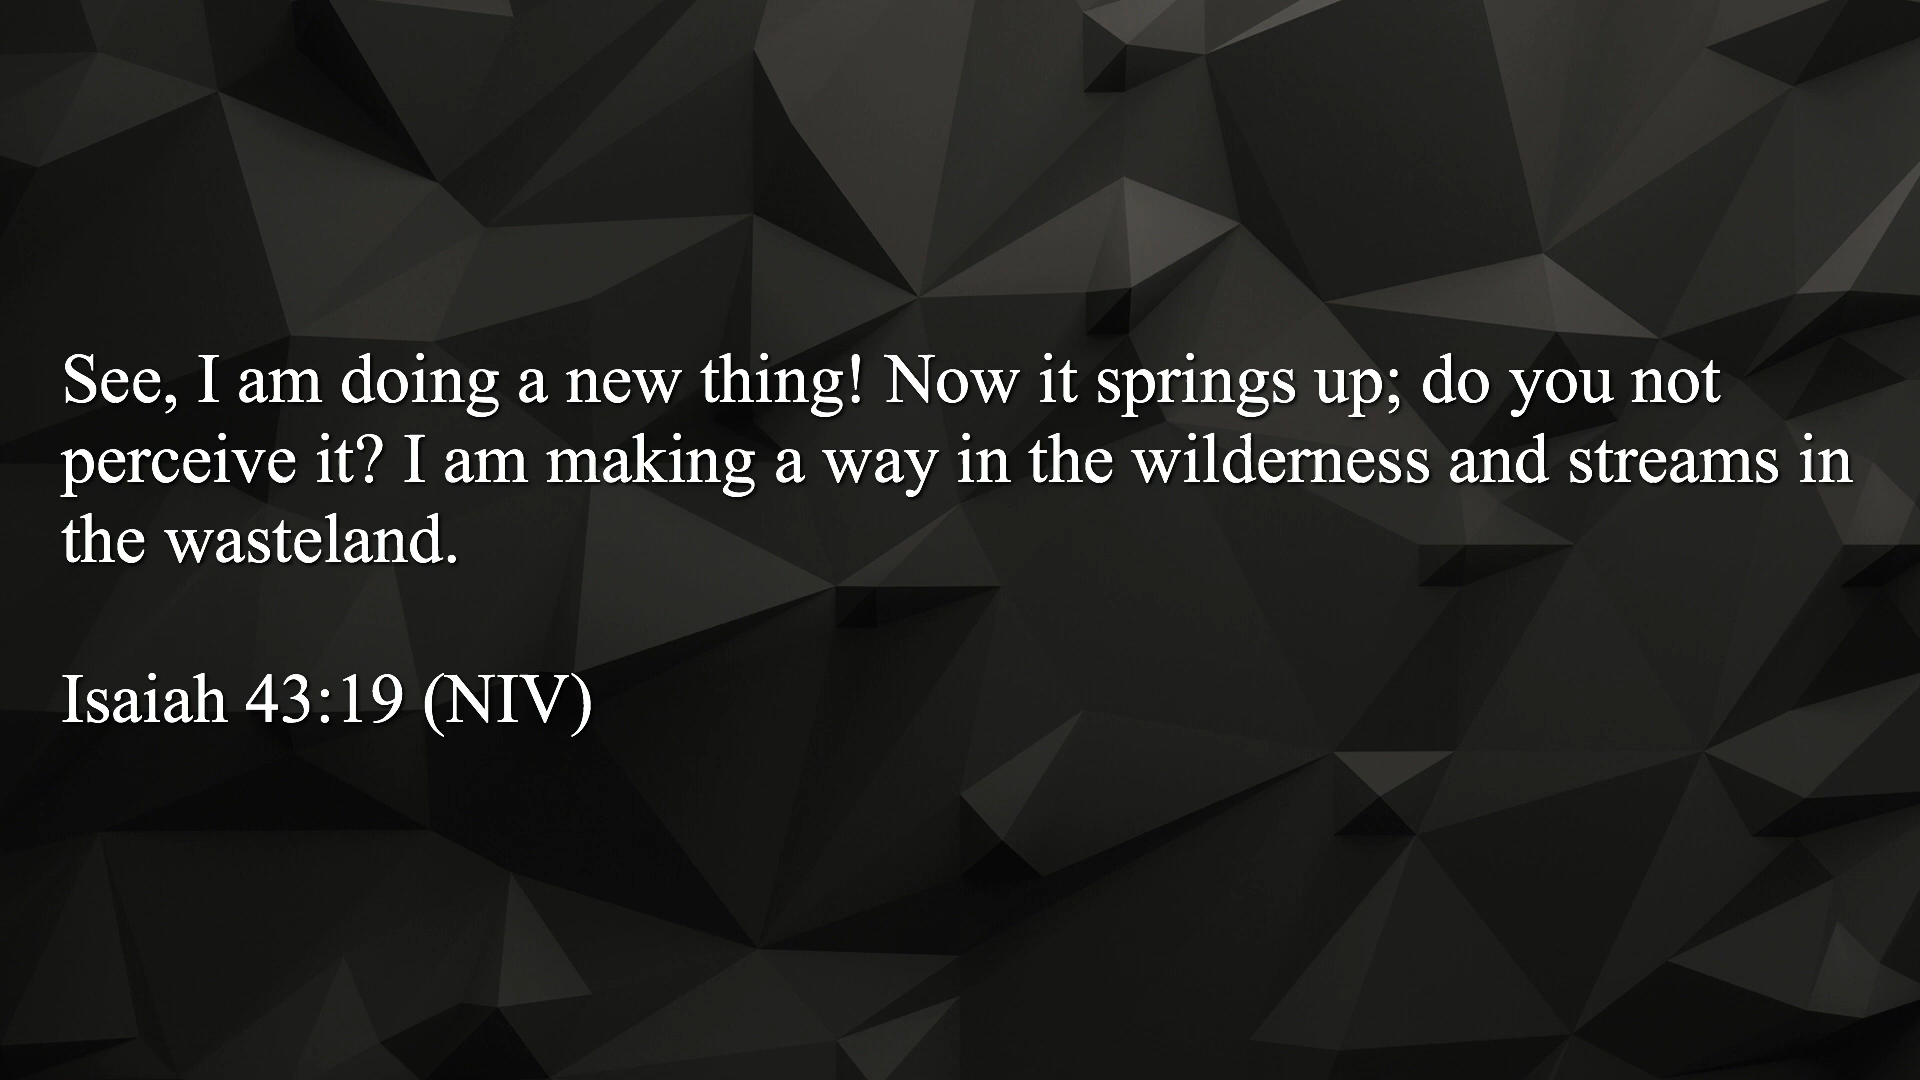 See, I am doing a new thing! Now it springs up; do you not
perceive it? I am making a way in the wilderness and streams in
the wasteland.
Isaiah 43:19 (NIV)